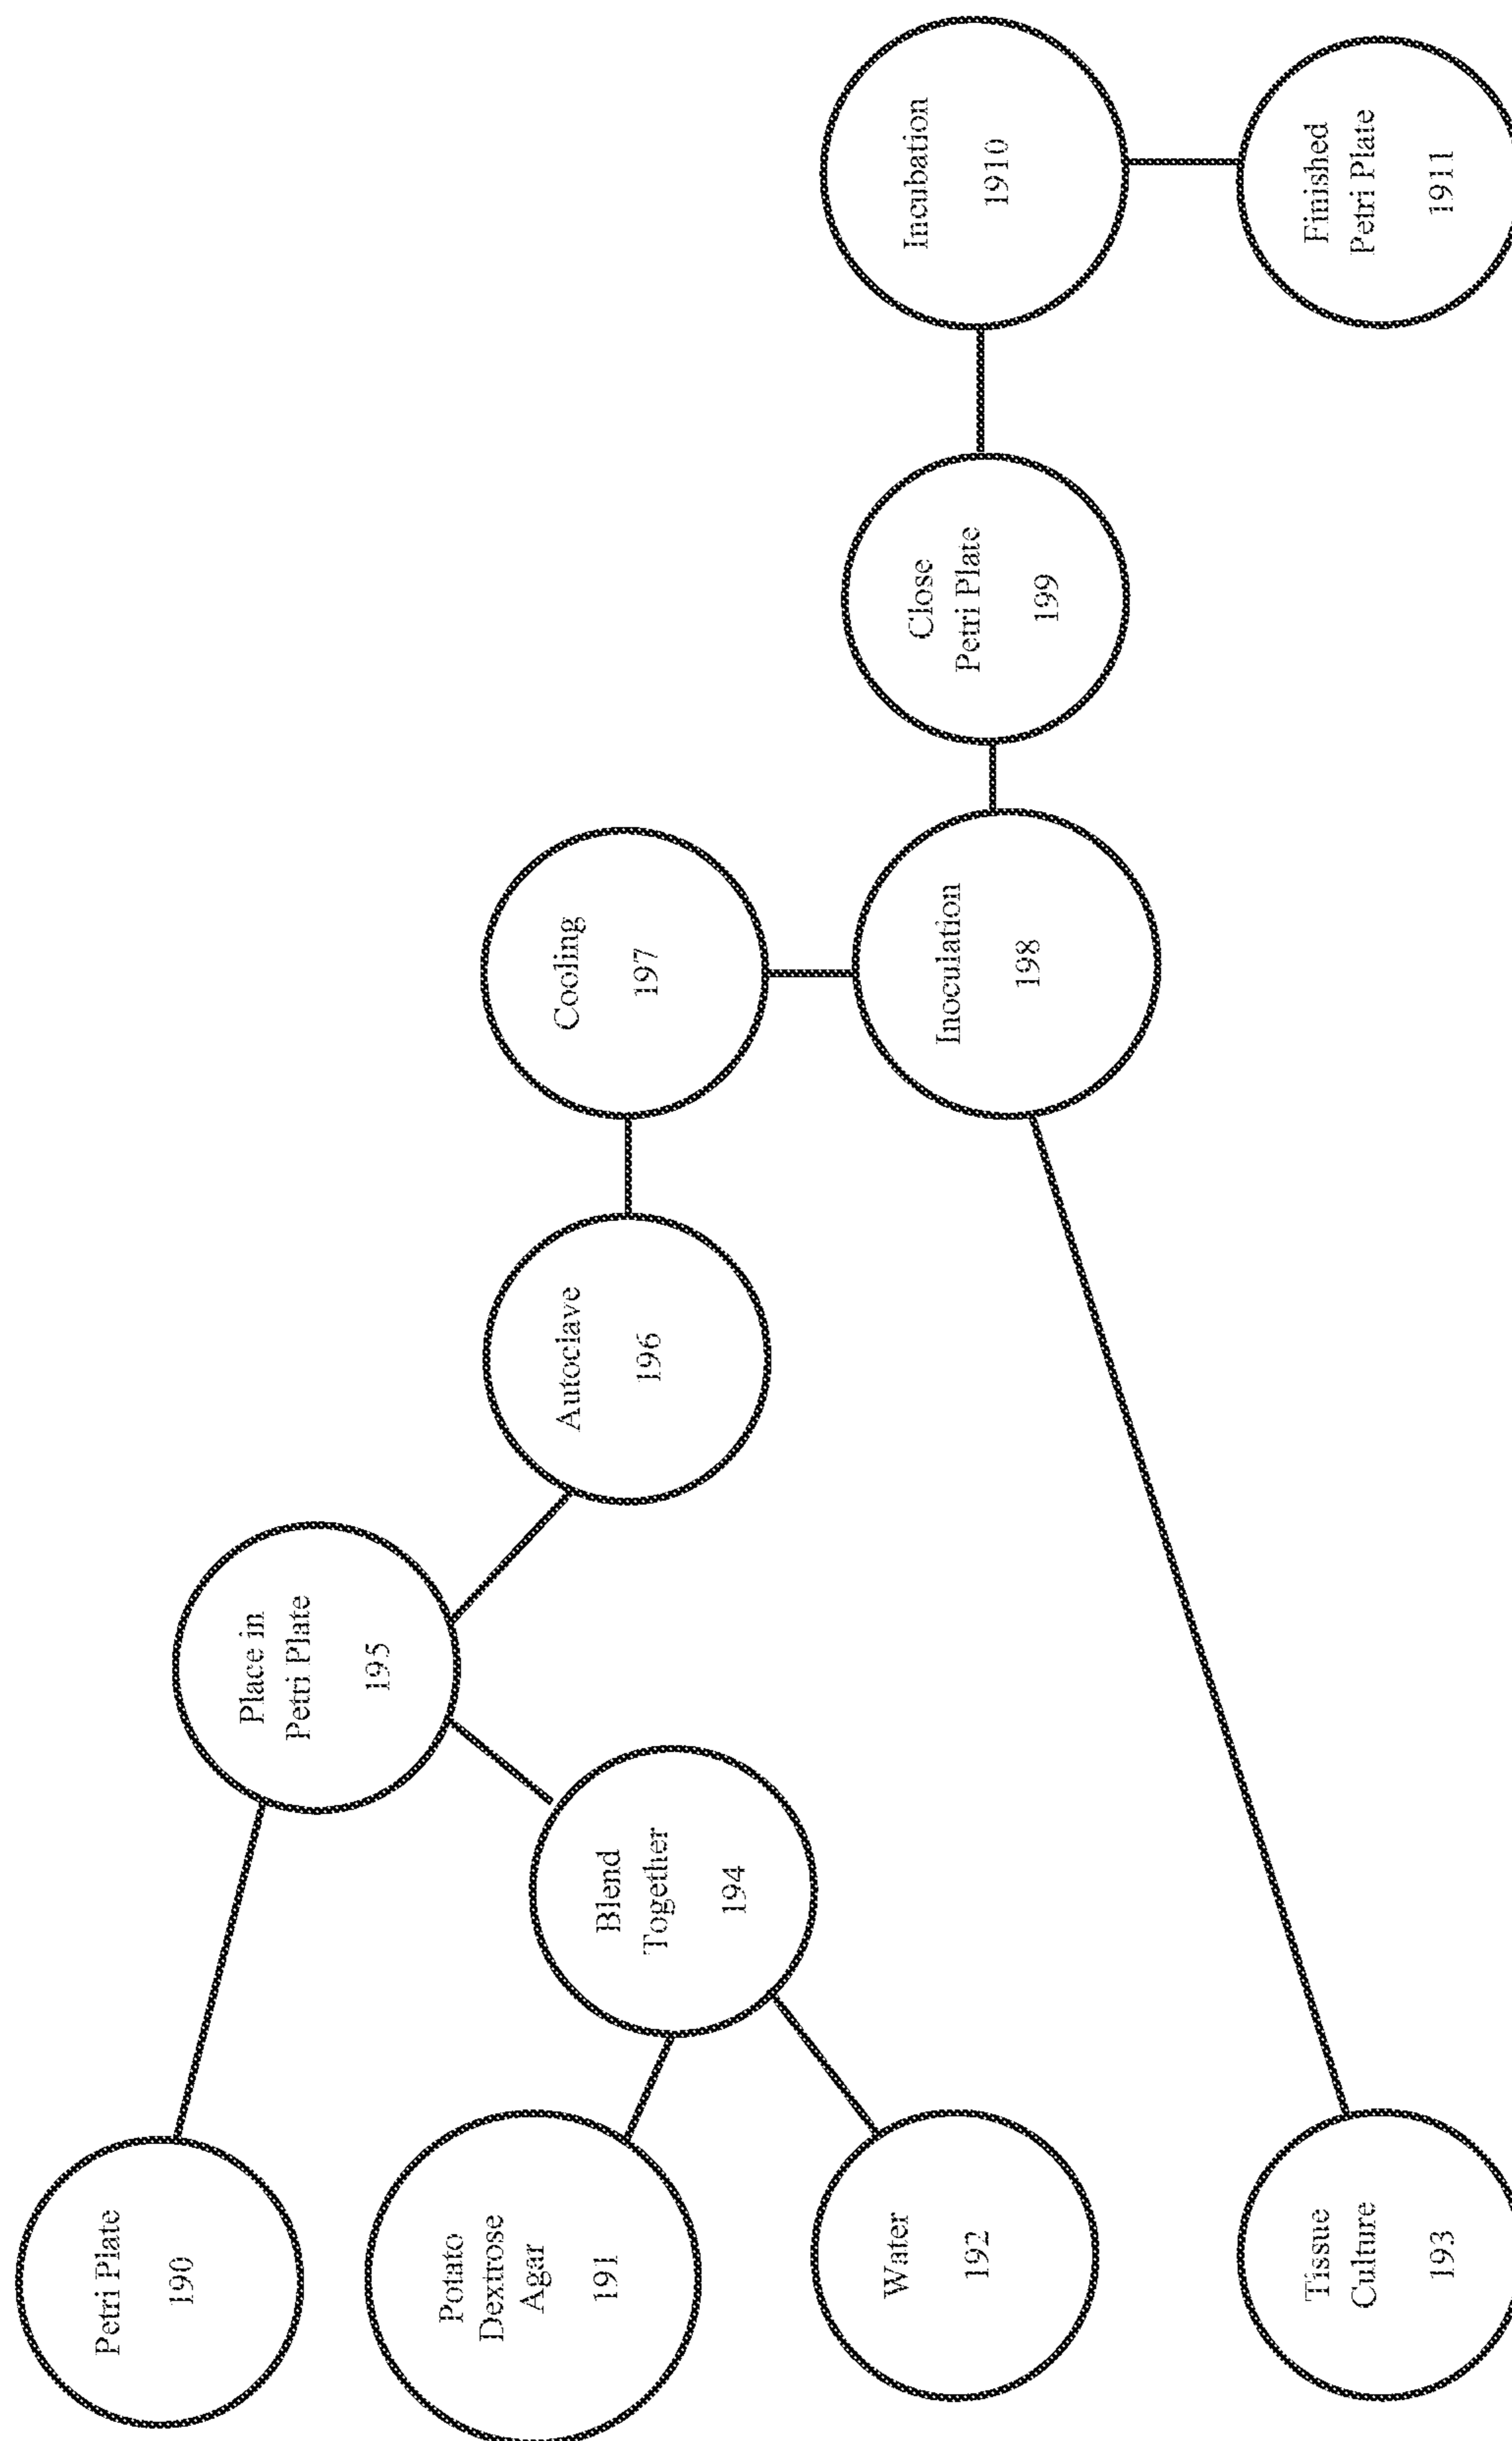 Petri Plate
190
Potato
Dextrose
Agar
191
Water
192
Tissue
Culture
193
Blend
Together
194
Place in
Petri Plate
195
Autoclave
196
Cooling
197
Inoculation
198
Close
Petri Plate
199
Incubation
1910
Finished
Petri Plate
1911